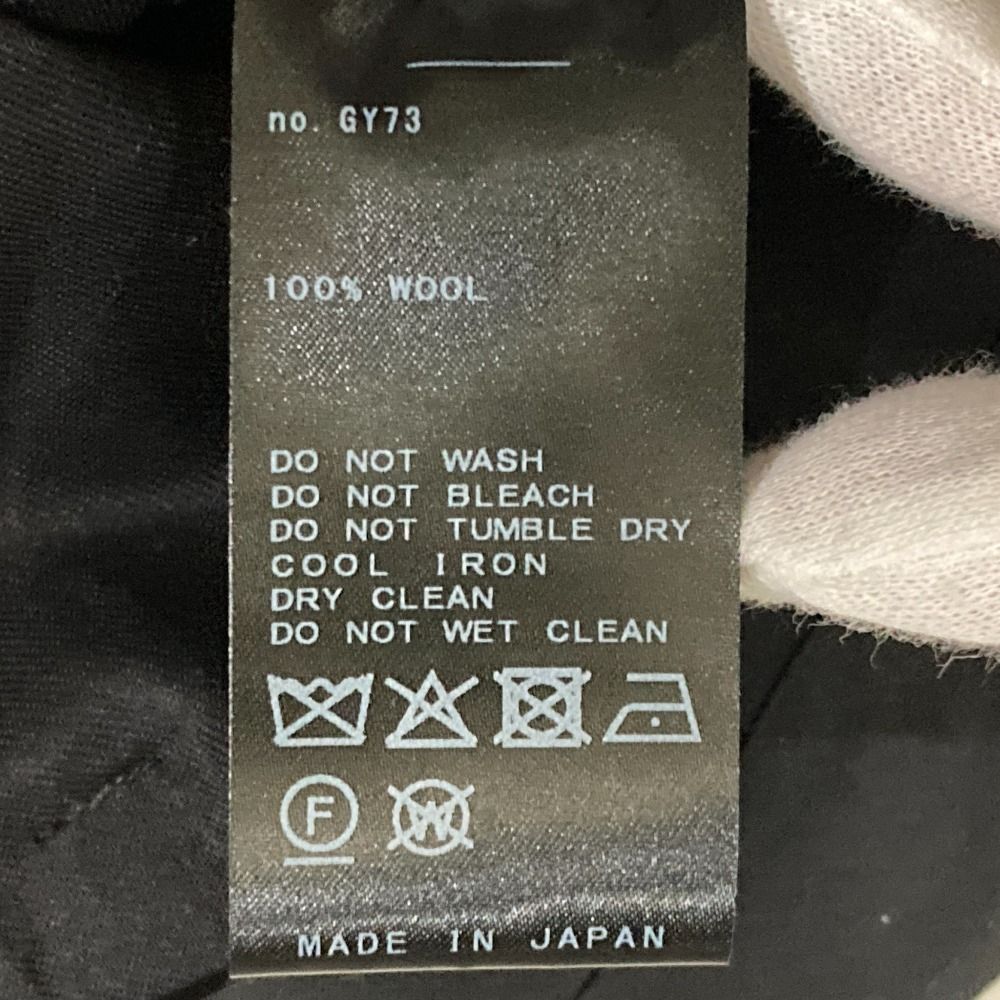 no. GY73
100% WOOL
DO NOT WASH
DO NOT BLEACH
DO NOT TUMBLE DRY
COOL IRON
DRY CLEAN
DO NOT WET CLEAN
F W
MADE IN JAPAN